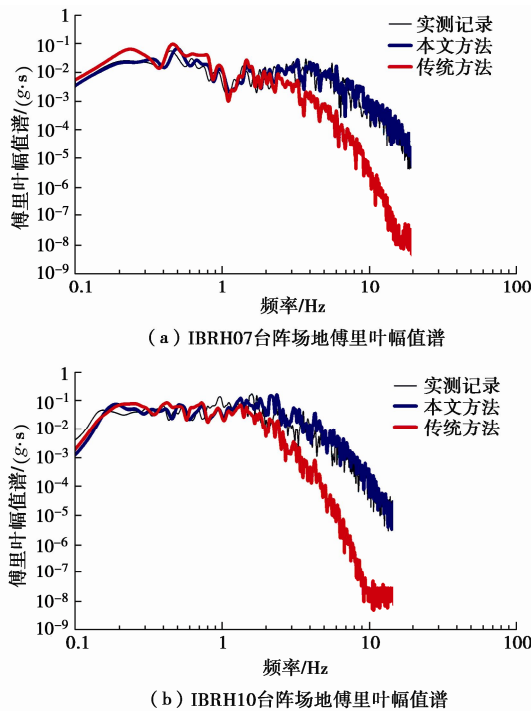 1
10⁻¹
10⁻²
10⁻³
10⁻⁴
10⁻⁵
10⁻⁶
10⁻⁷
10⁻⁸
10⁻⁹
傅里叶幅值谱/(g·s)
实测记录
本文方法
传统方法
0.1 1 10 100
频率/Hz
(a)IBRH07台阵场地傅里叶幅值谱
1
10⁻¹
10⁻²
10⁻³
10⁻⁴
10⁻⁵
10⁻⁶
10⁻⁷
10⁻⁸
10⁻⁹
傅里叶幅值谱/(g·s)
实测记录
本文方法
传统方法
0.1 1 10 100
频率/Hz
(b)IBRH10台阵场地傅里叶幅值谱